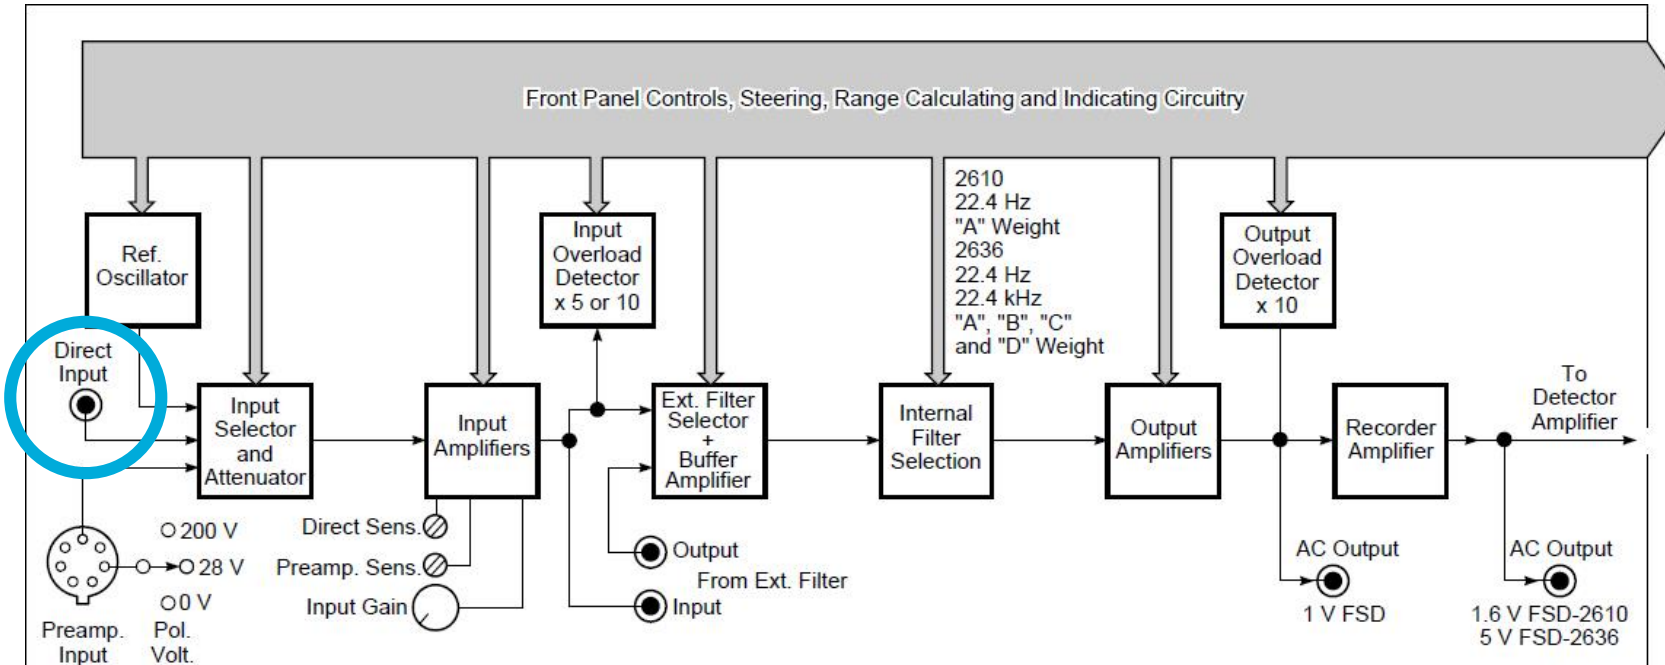 Front Panel Controls, Steering, Range Calculating and Indicating Circuitry
Ref.
Oscillator
Input
Overload
Detector
x 5 or 10
2610
22.4 Hz
"A" Weight
2636
22.4 Hz
22.4 kHz
"A", "B", "C"
and "D" Weight
Output
Overload
Detector
x 10
Direct
Input
Input
Selector
and
Attenuator
Input
Amplifiers
Ext. Filter
Selector
+
Buffer
Amplifier
Internal
Filter
Selection
Output
Amplifiers
Recorder
Amplifier
To
Detector
Amplifier
200 V
28 V
0 V
Preamp.
Input
Pol.
Volt.
Direct Sens.
Preamp. Sens.
Input Gain
Output
From Ext. Filter
Input
AC Output
1 V FSD
AC Output
1.6 V FSD-2610
5 V FSD-2636